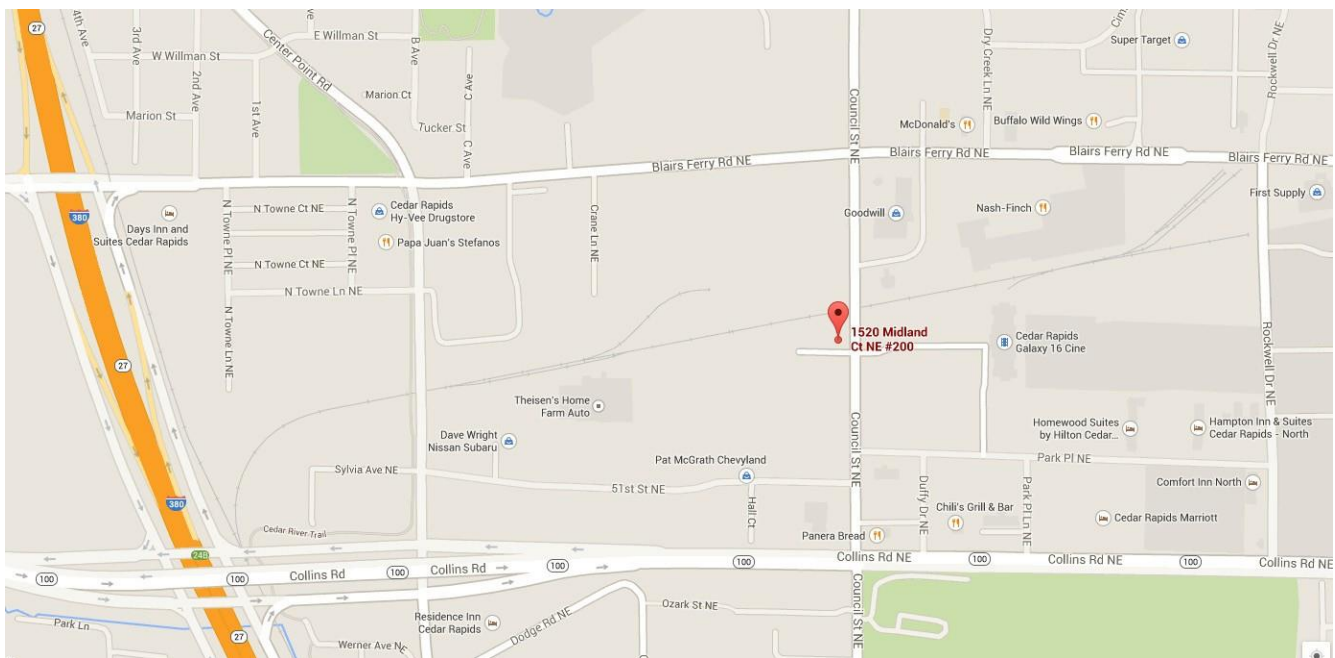 27
4th Ave
3rd Ave
W Willman St
E Willman St
2nd Ave
1st Ave
Marion St
Center Point Rd
B Ave
C Ave
C Ave
Marion Ct
Tucker St
Council St NE
Dry Creek Ln NE
Super Target
Rockwell Dr NE
McDonald's
Buffalo Wild Wings
Blairs Ferry Rd NE
Blairs Ferry Rd NE
Blairs Ferry Rd NE
Blairs Ferry Rd NE
380
Days Inn and
Suites Cedar Rapids
N Towne Ct NE
N Towne Pl NE
N Towne Pl NE
Cedar Rapids
Hy-Vee Drugstore
Papa Juan's Stefanos
N Towne Ct NE
N Towne Ln NE
N Towne Ln NE
Crane Ln NE
Goodwill
Nash-Finch
First Supply
1520 Midland
Ct NE #200
Cedar Rapids
Galaxy 16 Cine
Rockwell Dr NE
27
Theisen's Home
Farm Auto
Dave Wright
Nissan Subaru
Homewood Suites
by Hilton Cedar...
Hampton Inn & Suites
Cedar Rapids - North
Council St NE
Park Pl NE
Sylvia Ave NE
Pat McGrath Chevyland
51st St NE
Hall Ct
Duffy Dr NE
Park Pl Ln NE
Comfort Inn North
380
Chili's Grill & Bar
Cedar Rapids Marriott
Cedar River Trail
Panera Bread
24B
100
100
Collins Rd
100
Collins Rd
100
100
Collins Rd NE
100
Collins Rd NE
100
Collins Rd NE
Ozark St NE
Council St NE
Residence Inn
Cedar Rapids
Dodge Rd NE
Park Ln
27
Werner Ave NE